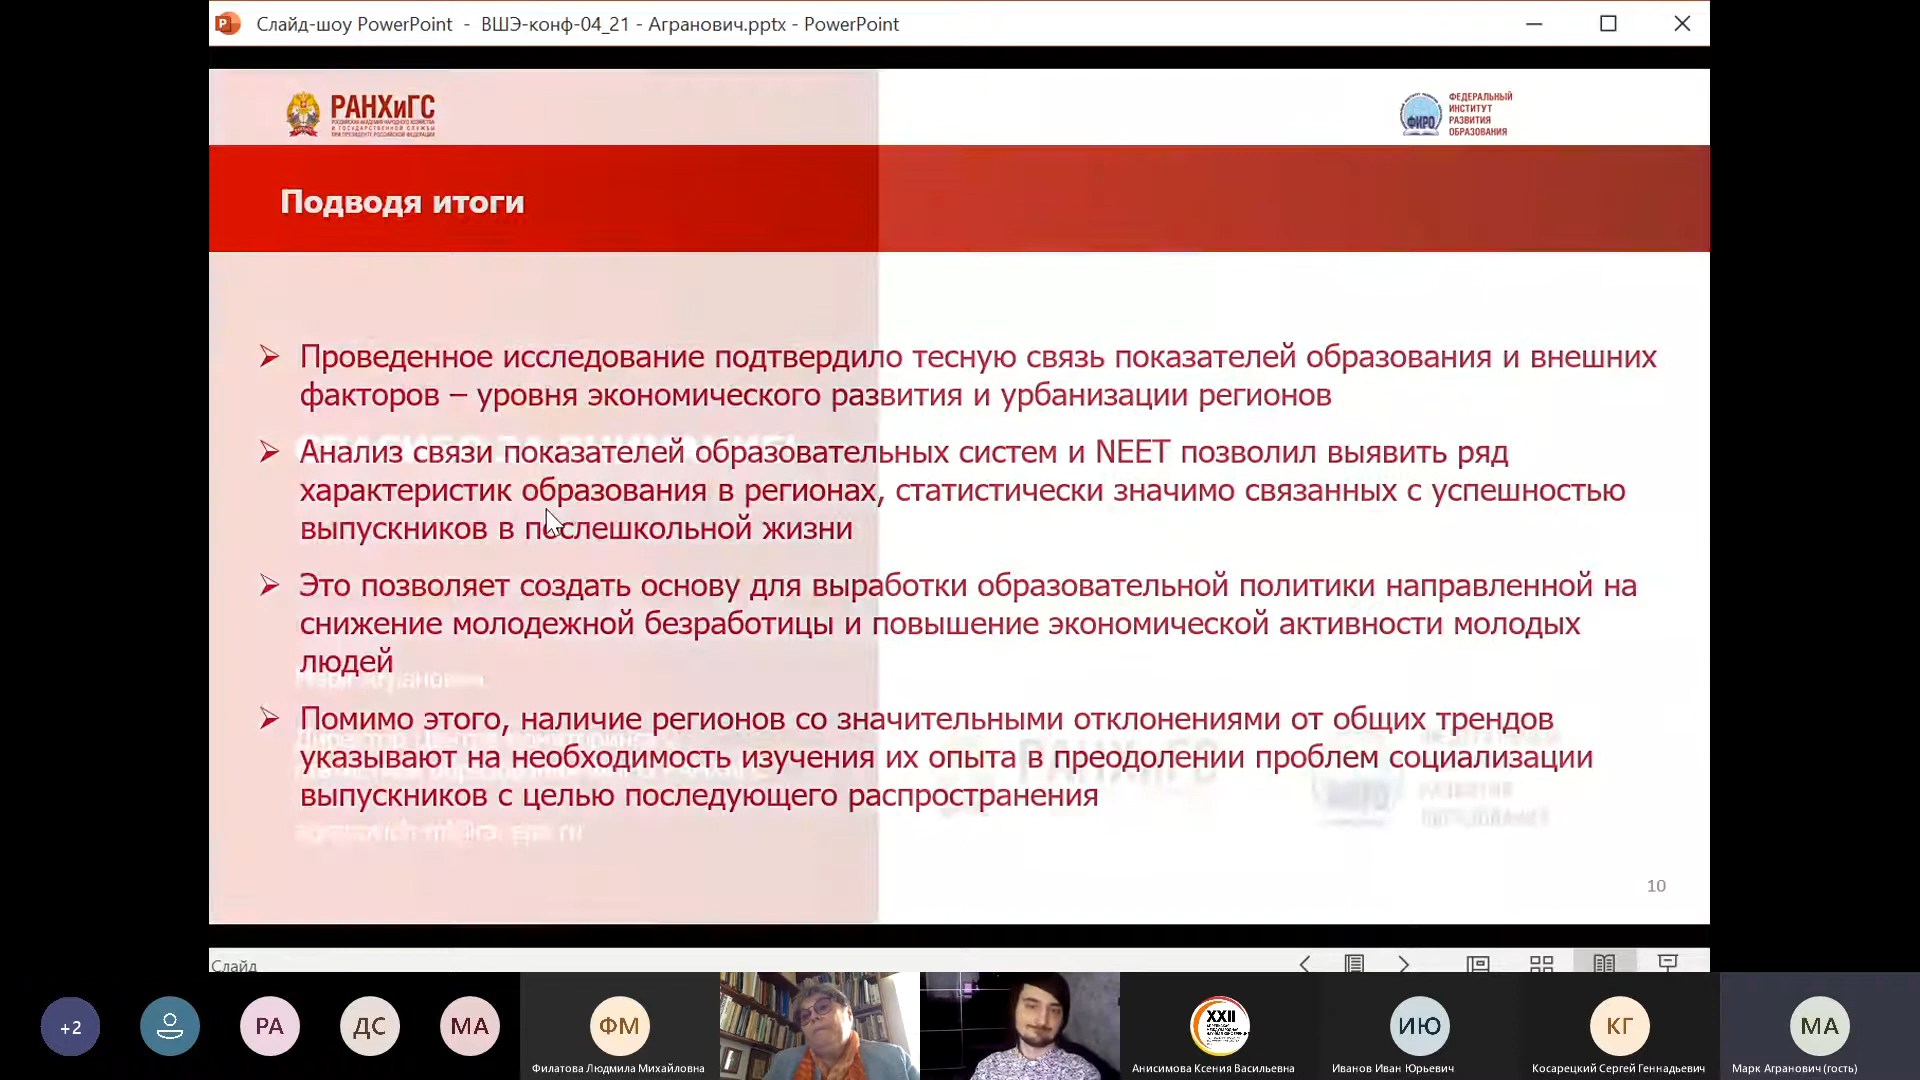 Слайд-шоу PowerPoint - ВШЭ-конф-04_21 - Агранович.pptx - PowerPoint
РАНХиГС
РОССИЙСКАЯ АКАДЕМИЯ НАРОДНОГО ХОЗЯЙСТВА
И ГОСУДАРСТВЕННОЙ СЛУЖБЫ
ПРИ ПРЕЗИДЕНТЕ РОССИЙСКОЙ ФЕДЕРАЦИИ
ФИРО
ФЕДЕРАЛЬНЫЙ
ИНСТИТУТ
РАЗВИТИЯ
ОБРАЗОВАНИЯ
Подводя итоги
Проведенное исследование подтвердило тесную связь показателей образования и внешних
факторов – уровня экономического развития и урбанизации регионов
Анализ связи показателей образовательных систем и NEET позволил выявить ряд
характеристик образования в регионах, статистически значимо связанных с успешностью
выпускников в послешкольной жизни
Это позволяет создать основу для выработки образовательной политики направленной на
снижение молодежной безработицы и повышение экономической активности молодых
людей
Помимо этого, наличие регионов со значительными отклонениями от общих трендов
указывают на необходимость изучения их опыта в преодолении проблем социализации
выпускников с целью последующего распространения
10
Слайд
+2
РА
ДС
МА
ФМ
Филатова Людмила Михайловна
XXII
Анисимова Ксения Васильевна
ИЮ
Иванов Иван Юрьевич
КГ
Косарецкий Сергей Геннадьевич
МА
Марк Агранович (гость)